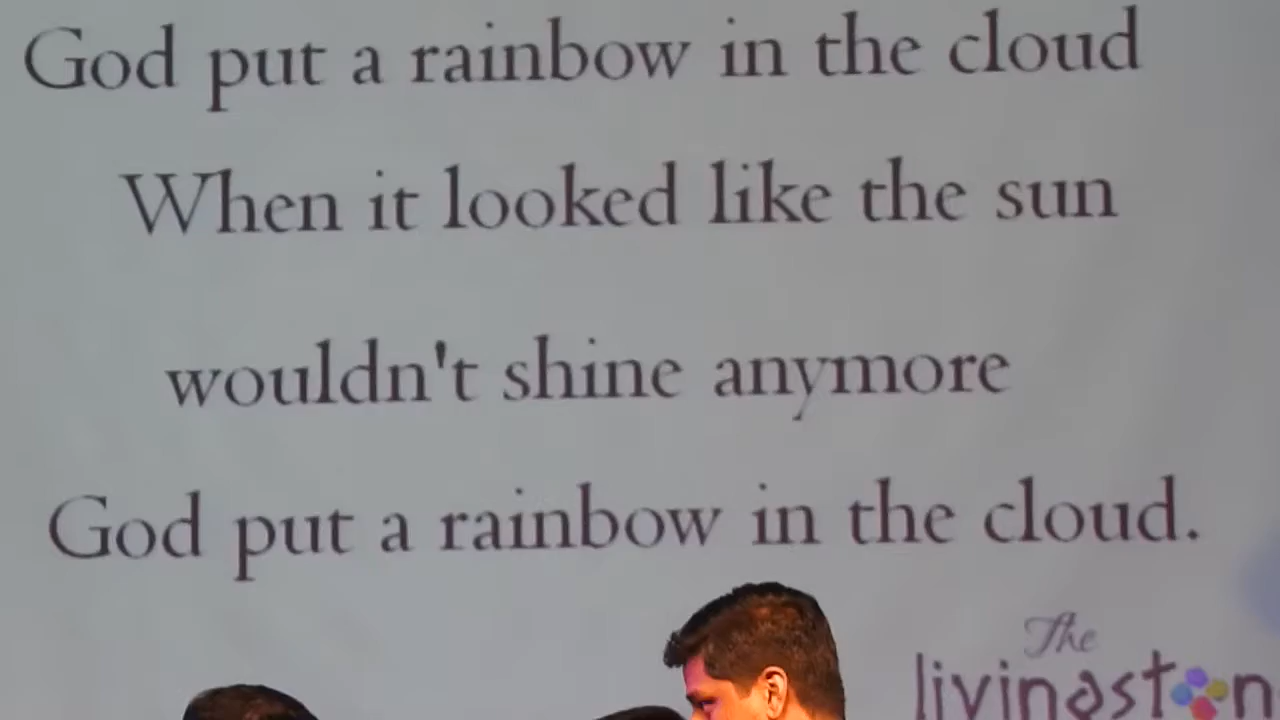 God put a rainbow in the cloud
When it looked like the sun
wouldn't shine anymore
God put a rainbow in the cloud.
The
livingston